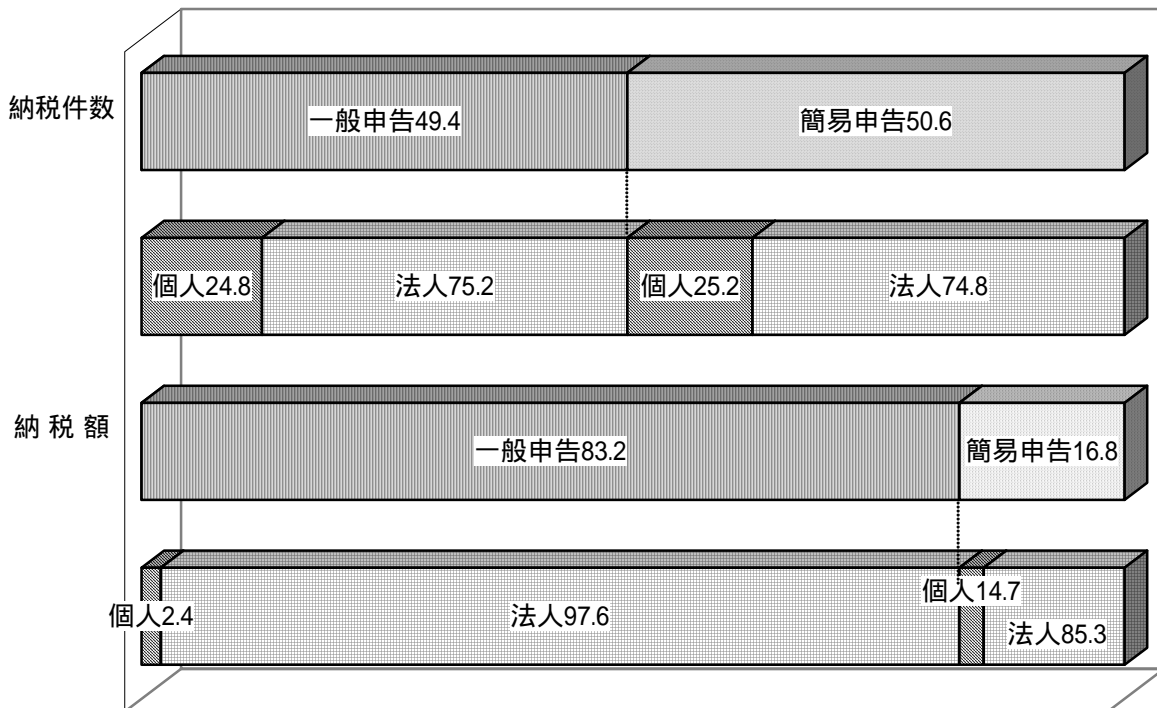 納税件数
一般申告49.4
簡易申告50.6
個人24.8
法人75.2
個人25.2
法人74.8
納税額
一般申告83.2
簡易申告16.8
個人2.4
法人97.6
個人14.7
法人85.3